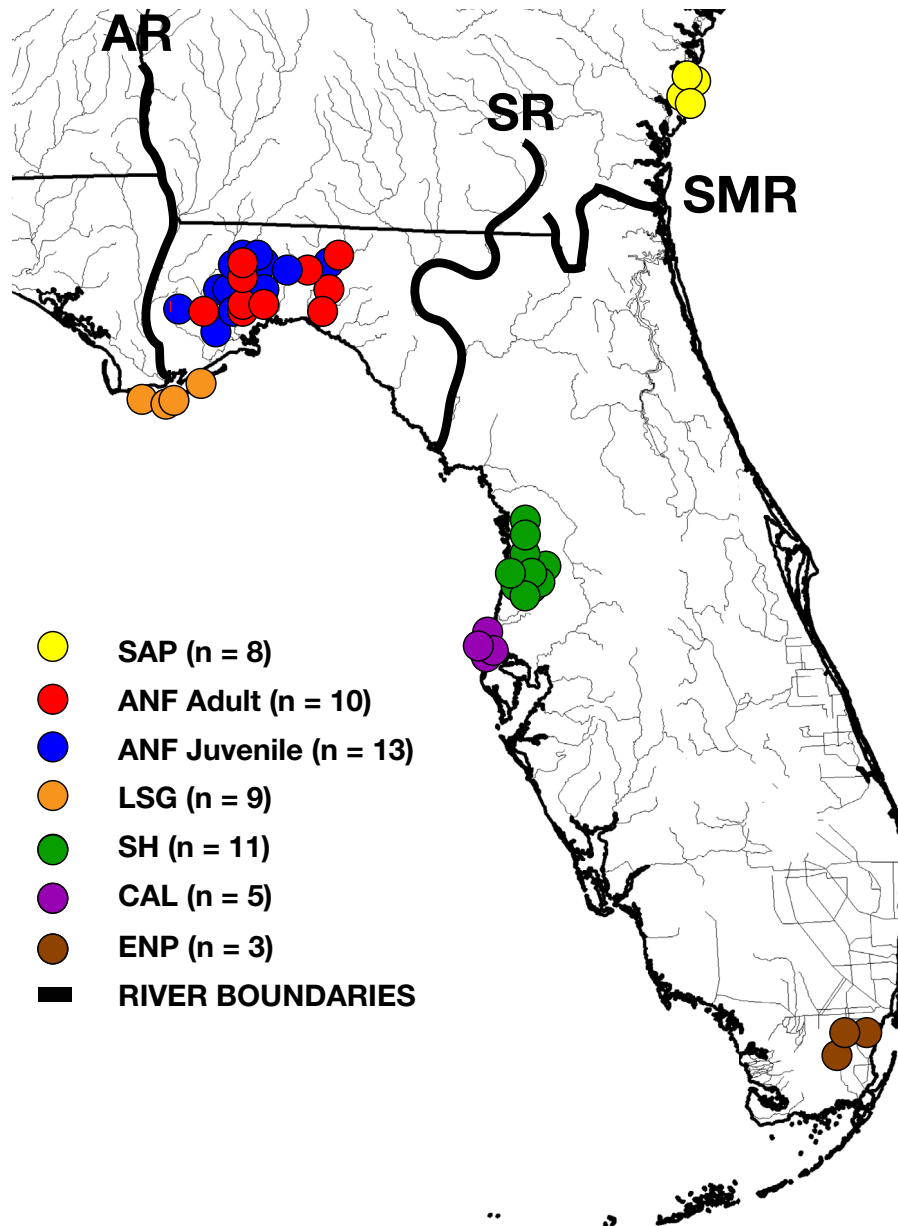 AR
SR
SMR
SAP (n = 8)
ANF Adult (n = 10)
ANF Juvenile (n = 13)
LSG (n = 9)
SH (n = 11)
CAL (n = 5)
ENP (n = 3)
RIVER BOUNDARIES